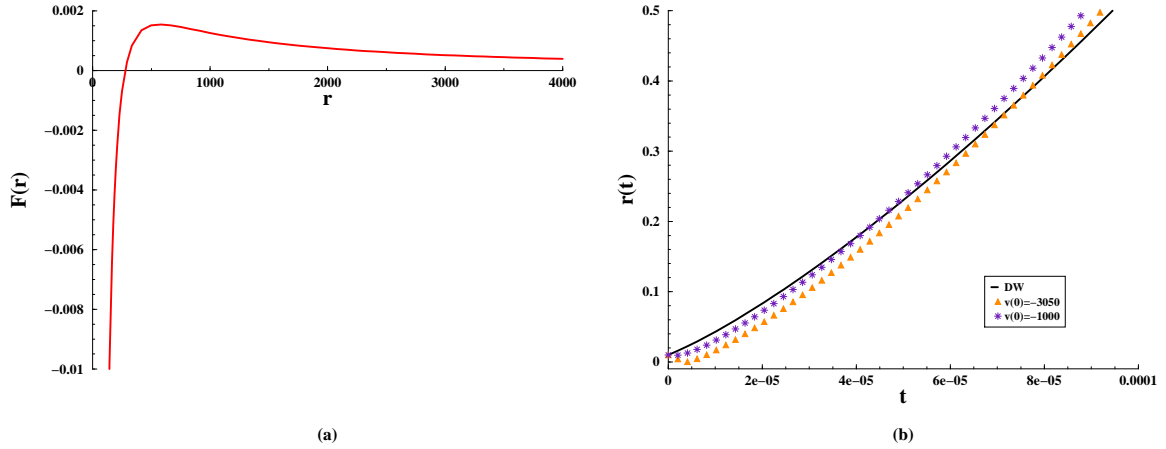 0.002
0
−0.002
−0.004
−0.006
−0.008
−0.01
0
1000
2000
3000
4000
r
F(r)
(a)
0.5
0.4
0.3
0.2
0.1
0
0
2e-05
4e-05
6e-05
8e-05
0.0001
t
r(t)
DW
v(0)=−3050
v(0)=−1000
(b)